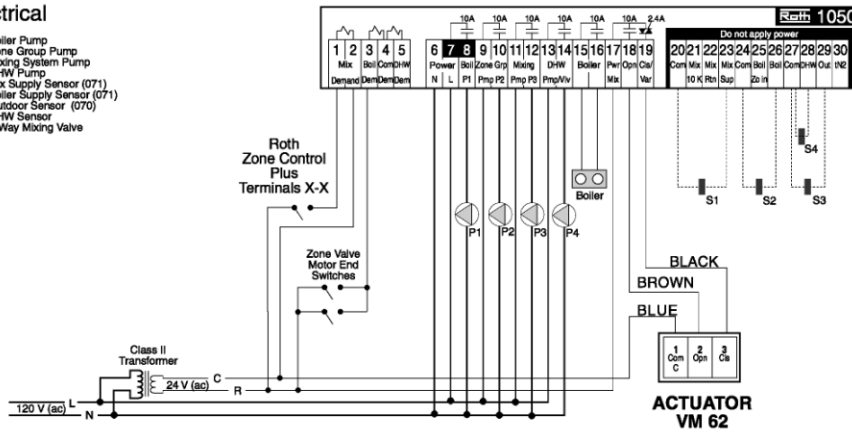 trical
Roth 1050
oiler Pump
one Group Pump
ixing System Pump
HW Pump
x Supply Sensor (071)
oiler Supply Sensor (071)
utdoor Sensor (070)
HW Sensor
Way Mixing Valve
10A 10A 10A 10A 10A 2.4A
Do not apply power
1 2 3 4 5
Mix Boil Com DHW
Demand Dem Dem Dem
6 7 8 9 10 11 12 13 14 15 16 17 18 19
Power Boil Zone Grp Mixing DHW Boiler Pwr Opn Cls/
N L P1 Pmp P2 Pmp P3 Pmp/Vlv Mix Var
20 21 22 23 24 25 26 27 28 29 30
Com Mix Mix Mix Com Boil Boil Com DHW Out tN2
10 K Rtn Sup Zo In
Roth
Zone Control
Plus
Terminals X-X
S4
Boiler
S1 S2 S3
P1 P2 P3 P4
Zone Valve
Motor End
Switches
BLACK
BROWN
BLUE
Class II
Transformer
1 2 3
Com Opn Cls
C
C
24 V (ac) R
120 V (ac) L
N
ACTUATOR
VM 62